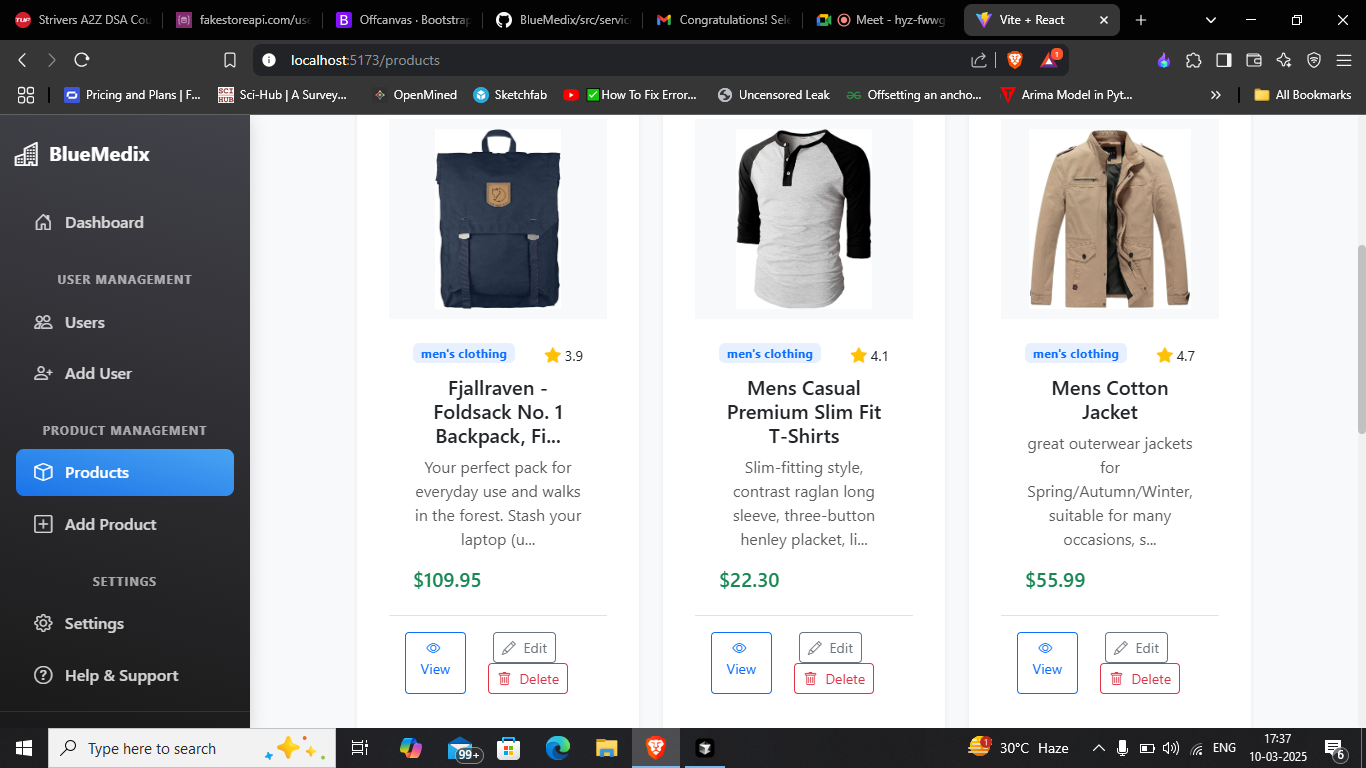 Strivers A2Z DSA Cou
fakestoreapi.com/use
Offcanvas · Bootstrap
BlueMedix/src/servic
Congratulations! Sele
Meet - hyz-fwwg
Vite + React
localhost:5173/products
1
Pricing and Plans | F...
SCI HUB
Sci-Hub | A Survey...
OpenMined
Sketchfab
How To Fix Error...
Uncensored Leak
Offsetting an ancho...
Arima Model in Pyt...
»
All Bookmarks
BlueMedix
Dashboard
USER MANAGEMENT
Users
Add User
PRODUCT MANAGEMENT
Products
Add Product
SETTINGS
Settings
Help & Support
men's clothing
3.9
Fjallraven -
Foldsack No. 1
Backpack, Fi...
Your perfect pack for
everyday use and walks
in the forest. Stash your
laptop (u...
$109.95
View
Edit
Delete
men's clothing
4.1
Mens Casual
Premium Slim Fit
T-Shirts
Slim-fitting style,
contrast raglan long
sleeve, three-button
henley placket, li...
$22.30
View
Edit
Delete
men's clothing
4.7
Mens Cotton
Jacket
great outerwear jackets
for
Spring/Autumn/Winter,
suitable for many
occasions, s...
$55.99
View
Edit
Delete
Type here to search
99+
1
30°C Haze
ENG
17:37
10-03-2025
6